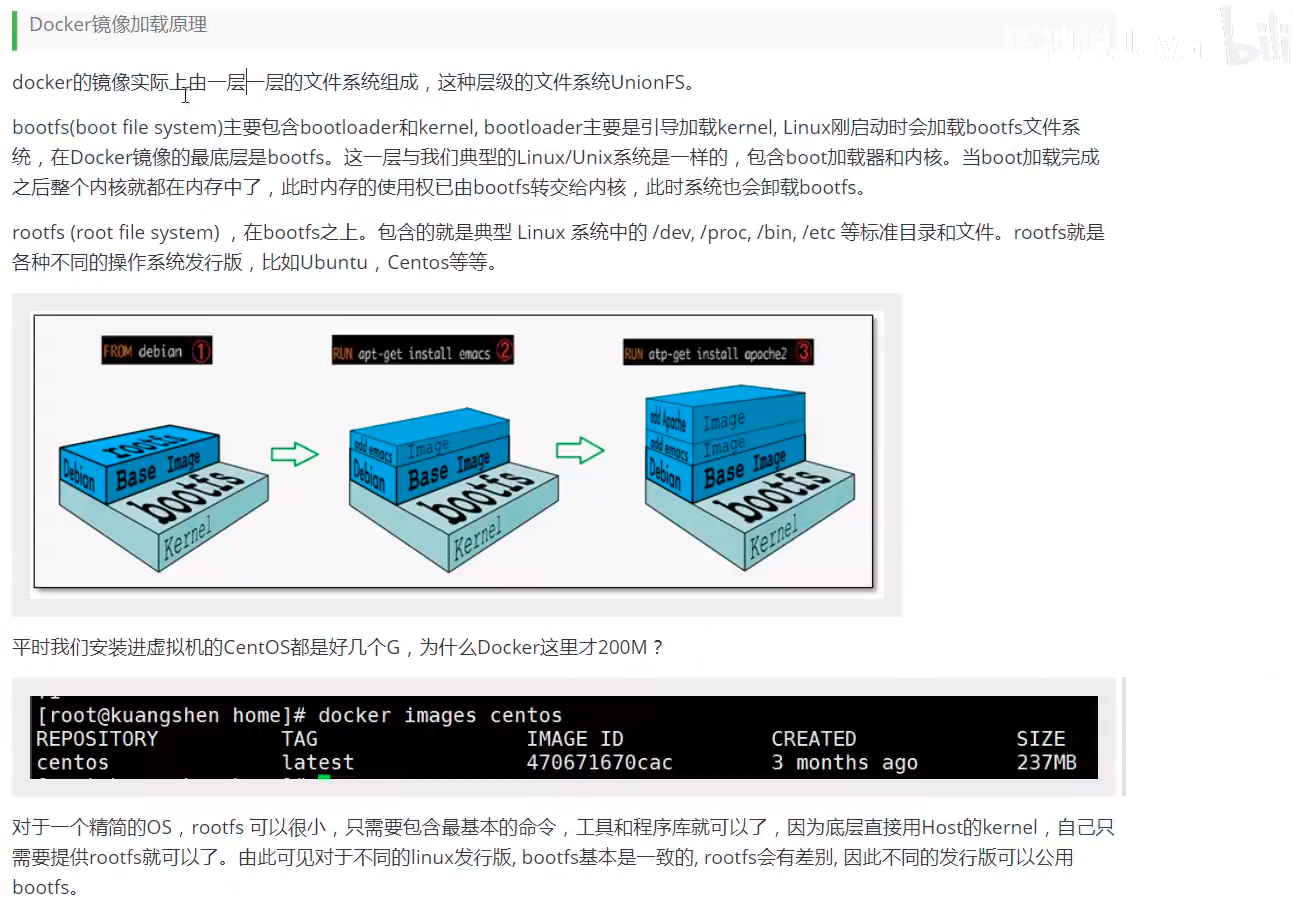 Docker镜像加载原理
狂神说Java bili
docker的镜像实际上由一层一层的文件系统组成，这种层级的文件系统UnionFS。
bootfs(boot file system)主要包含bootloader和kernel, bootloader主要是引导加载kernel, Linux刚启动时会加载bootfs文件系
统，在Docker镜像的最底层是bootfs。这一层与我们典型的Linux/Unix系统是一样的，包含boot加载器和内核。当boot加载完成
之后整个内核就都在内存中了，此时内存的使用权已由bootfs转交给内核，此时系统也会卸载bootfs。
rootfs (root file system) ，在bootfs之上。包含的就是典型 Linux 系统中的 /dev, /proc, /bin, /etc 等标准目录和文件。rootfs就是
各种不同的操作系统发行版，比如Ubuntu，Centos等等。
FROM debian ①
RUN apt-get install emacs ②
RUN atp-get install apache2 ③
rootfs
Debian Base Image
bootfs
Kernel
add emacs Image
Debian Base Image
bootfs
Kernel
add Apache Image
add emacs Image
Debian Base Image
bootfs
Kernel
平时我们安装进虚拟机的CentOS都是好几个G，为什么Docker这里才200M？
[root@kuangshen home]# docker images centos
REPOSITORY TAG IMAGE ID CREATED SIZE
centos latest 470671670cac 3 months ago 237MB
对于一个精简的OS，rootfs 可以很小，只需要包含最基本的命令，工具和程序库就可以了，因为底层直接用Host的kernel，自己只
需要提供rootfs就可以了。由此可见对于不同的linux发行版, bootfs基本是一致的, rootfs会有差别, 因此不同的发行版可以公用
bootfs。